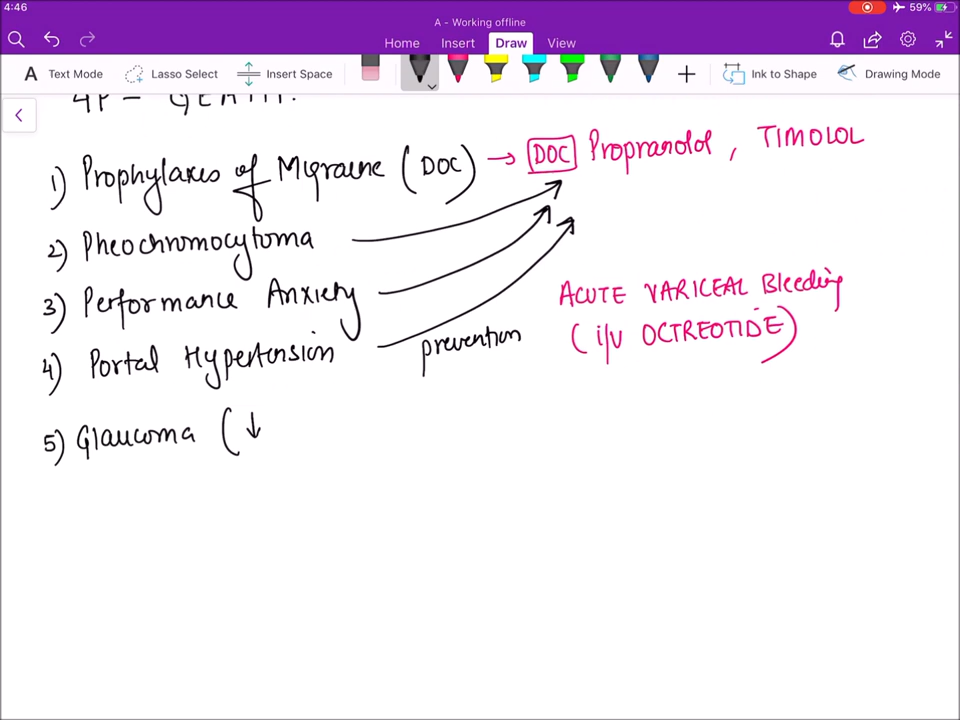 4:46
59%
A - Working offline
Home Insert Draw View
A Text Mode Lasso Select Insert Space Ink to Shape Drawing Mode
4P -
1) Prophylaxes of Migraine (DOC) → DOC Propranolol, TIMOLOL
2) Pheochromocytoma
3) Performance Anxiety
ACUTE VARICEAL Bleeding
4) Portal Hypertension prevention (i/v OCTREOTIDE)
5) Glaucoma (↓